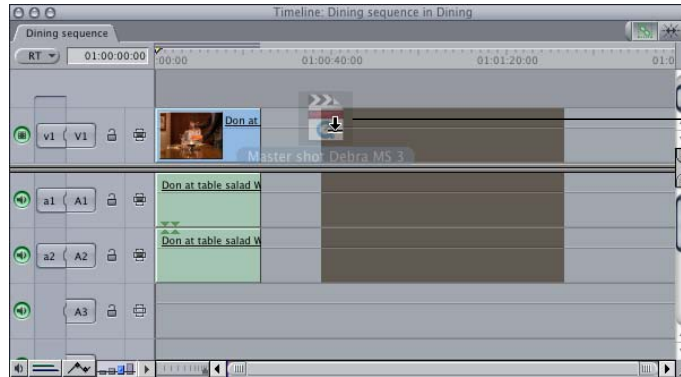 Timeline: Dining sequence in Dining
Dining sequence
RT 01:00:00:00 :00:00 01:00:40:00 01:01:20:00 01:0
v1 V1 Don at
Master shot Debra MS 3
a1 A1 Don at table salad W
a2 A2 Don at table salad W
A3